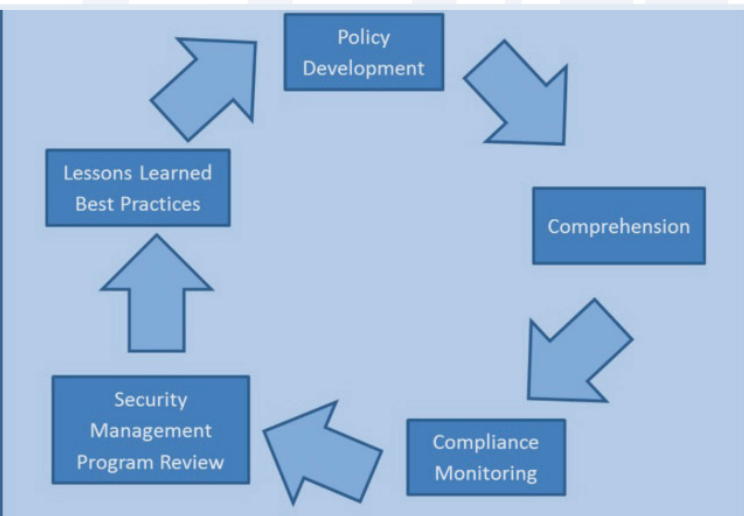 Policy
Development
Comprehension
Compliance
Monitoring
Security
Management
Program Review
Lessons Learned
Best Practices